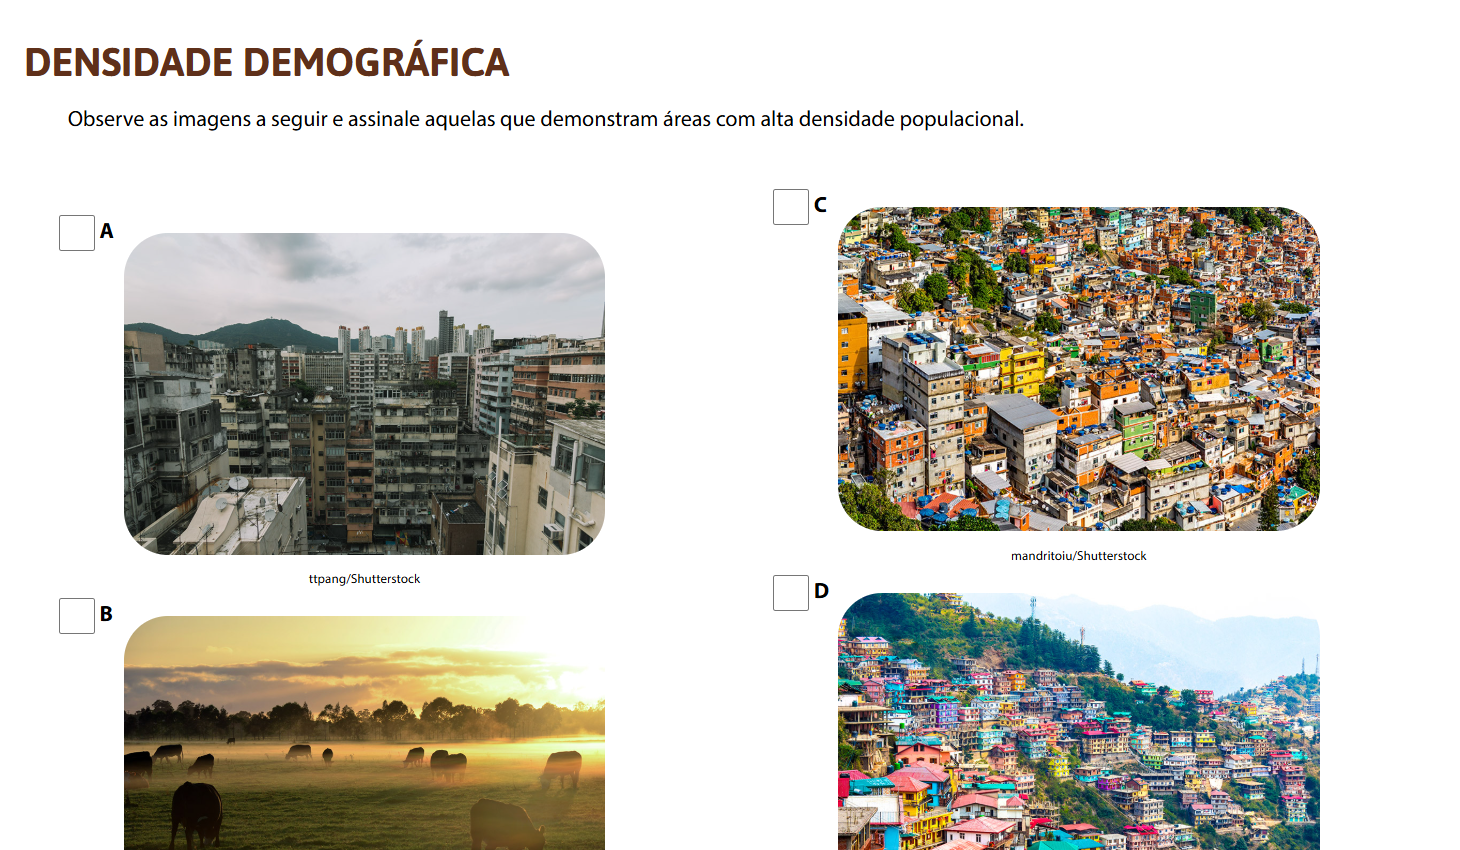 DENSIDADE DEMOGRÁFICA
Observe as imagens a seguir e assinale aquelas que demonstram áreas com alta densidade populacional.
A
ttpang/Shutterstock
B
C
mandritoiu/Shutterstock
D